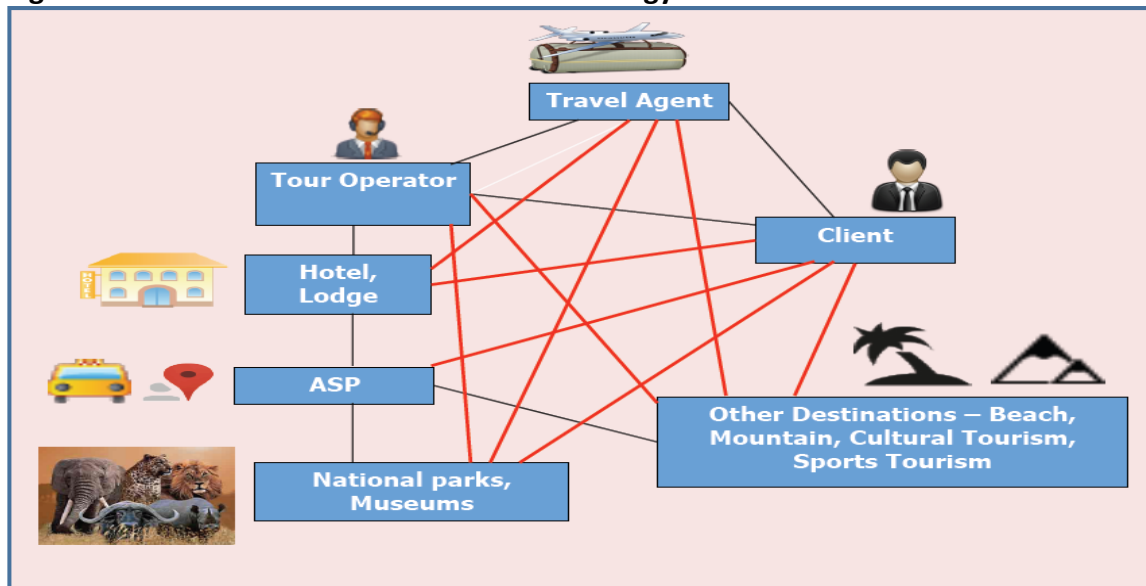 Travel Agent
Tour Operator
Client
Hotel,
Lodge
HOTEL
ASP
Other Destinations – Beach,
Mountain, Cultural Tourism,
Sports Tourism
National parks,
Museums